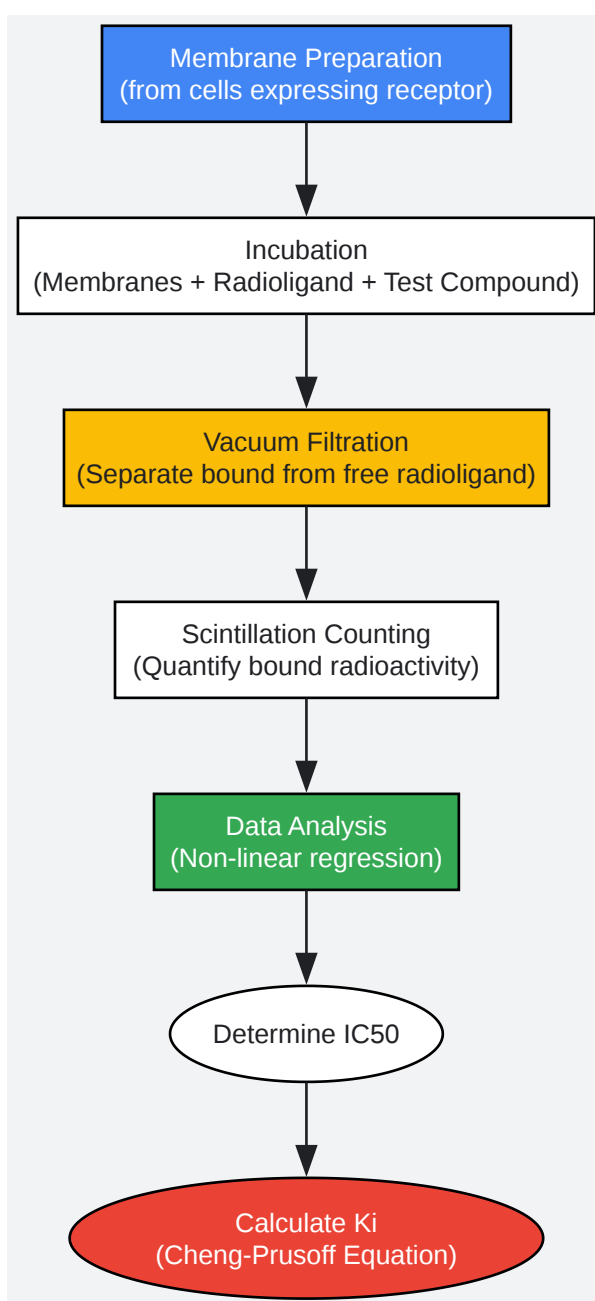 Membrane Preparation
(from cells expressing receptor)
Incubation
(Membranes + Radioligand + Test Compound)
Vacuum Filtration
(Separate bound from free radioligand)
Scintillation Counting
(Quantify bound radioactivity)
Data Analysis
(Non-linear regression)
Determine IC50
Calculate Ki
(Cheng-Prusoff Equation)